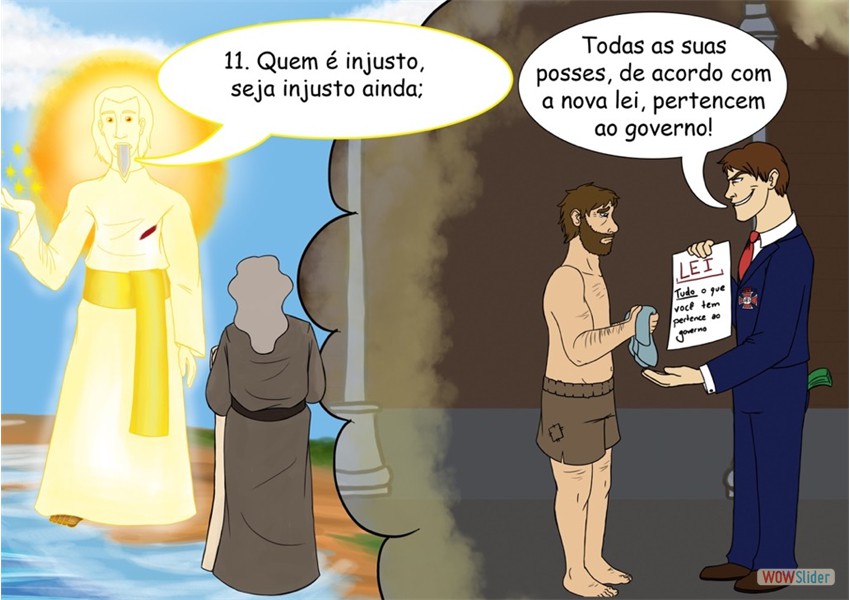 11. Quem é injusto,
seja injusto ainda;
Todas as suas
posses, de acordo com
a nova lei, pertencem
ao governo!
LEI
Tudo o que
você tem
pertence ao
governo
WOWSlider